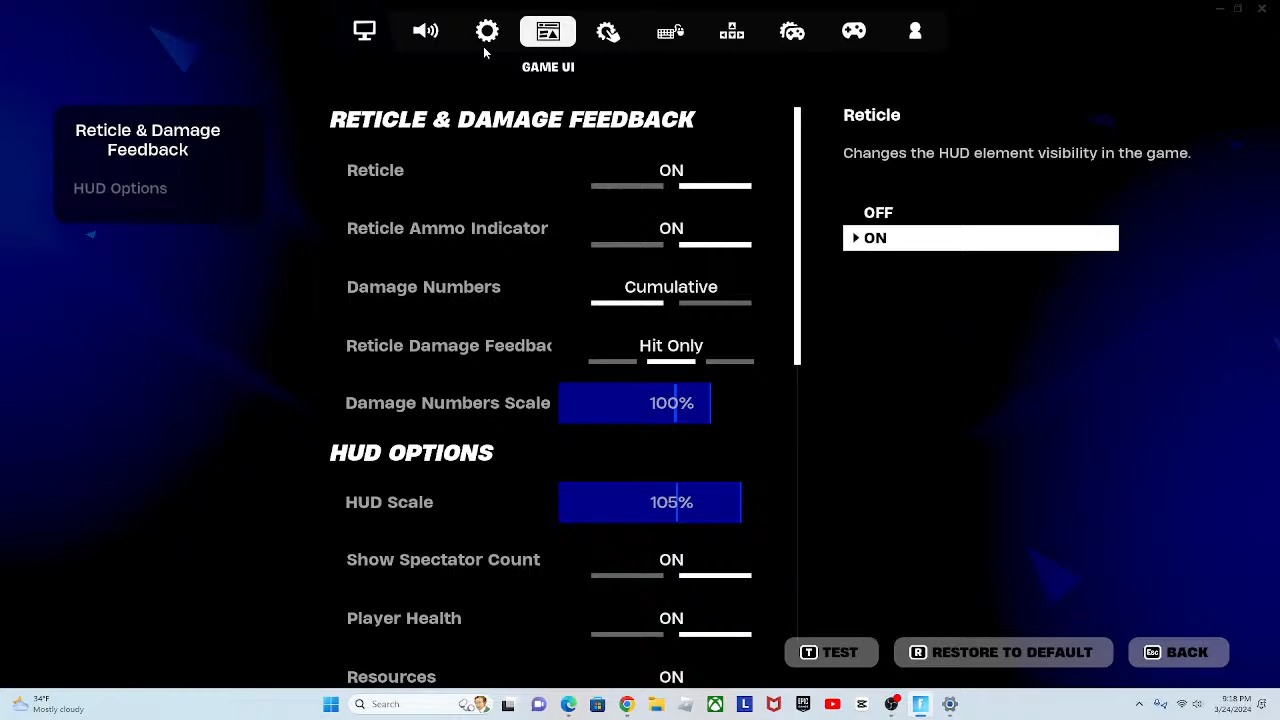 GAME UI
Reticle & Damage
Feedback
HUD Options
RETICLE & DAMAGE FEEDBACK
Reticle ON
Reticle Ammo Indicator ON
Damage Numbers Cumulative
Reticle Damage Feedbac Hit Only
Damage Numbers Scale 100%
HUD OPTIONS
HUD Scale 105%
Show Spectator Count ON
Player Health ON
Resources ON
Reticle
Changes the HUD element visibility in the game.
OFF
ON
T TEST
R RESTORE TO DEFAULT
Esc BACK
34°F
Mostly cloudy
Search
L
EPIC GAMES
F
9:18 PM
3/24/2024